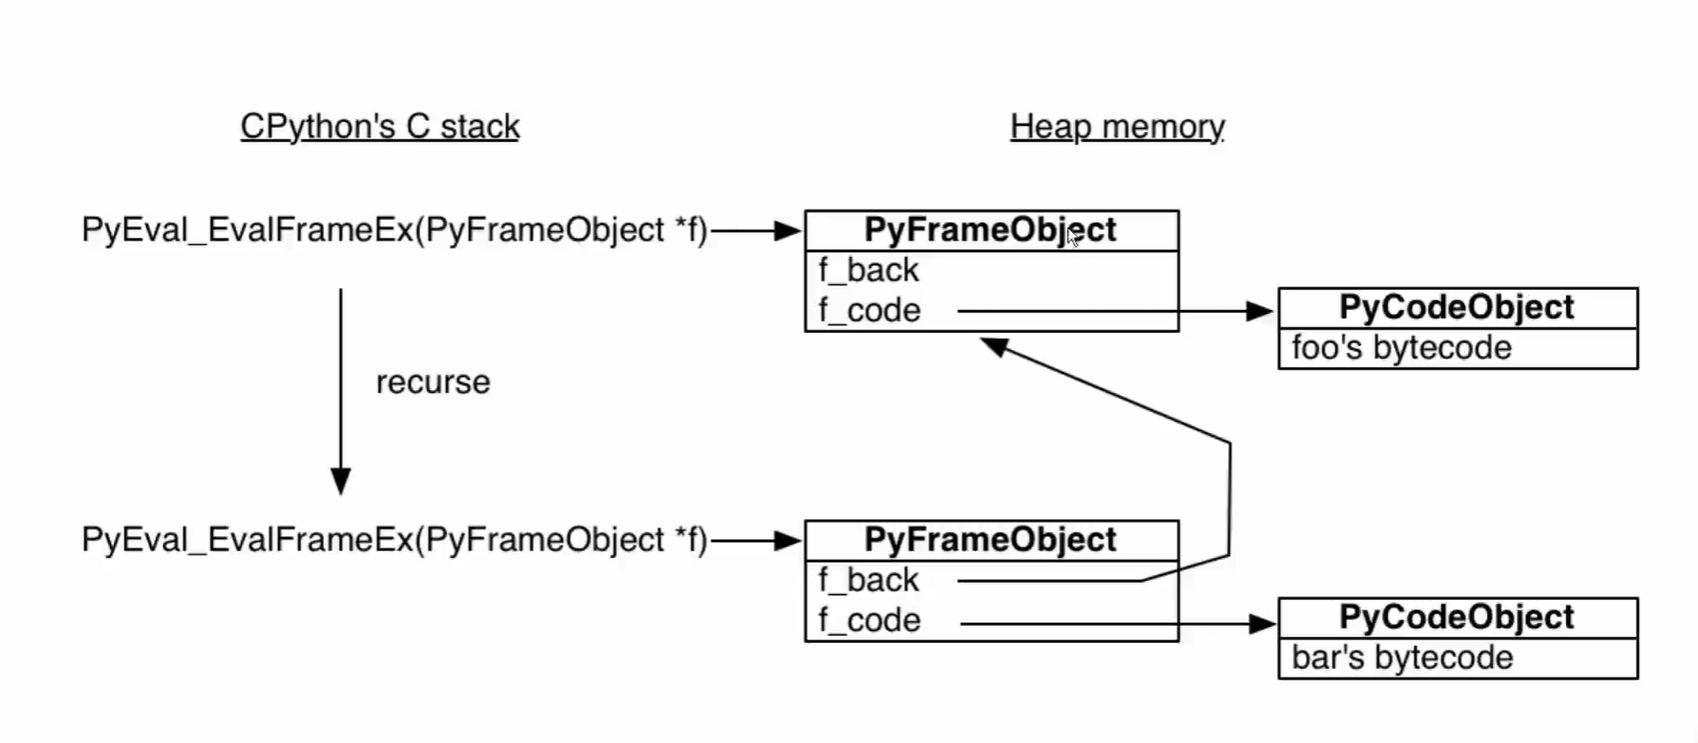 CPython's C stack
Heap memory
PyEval_EvalFrameEx(PyFrameObject *f)
PyFrameObject
f_back
f_code
PyCodeObject
foo's bytecode
recurse
PyEval_EvalFrameEx(PyFrameObject *f)
PyFrameObject
f_back
f_code
PyCodeObject
bar's bytecode